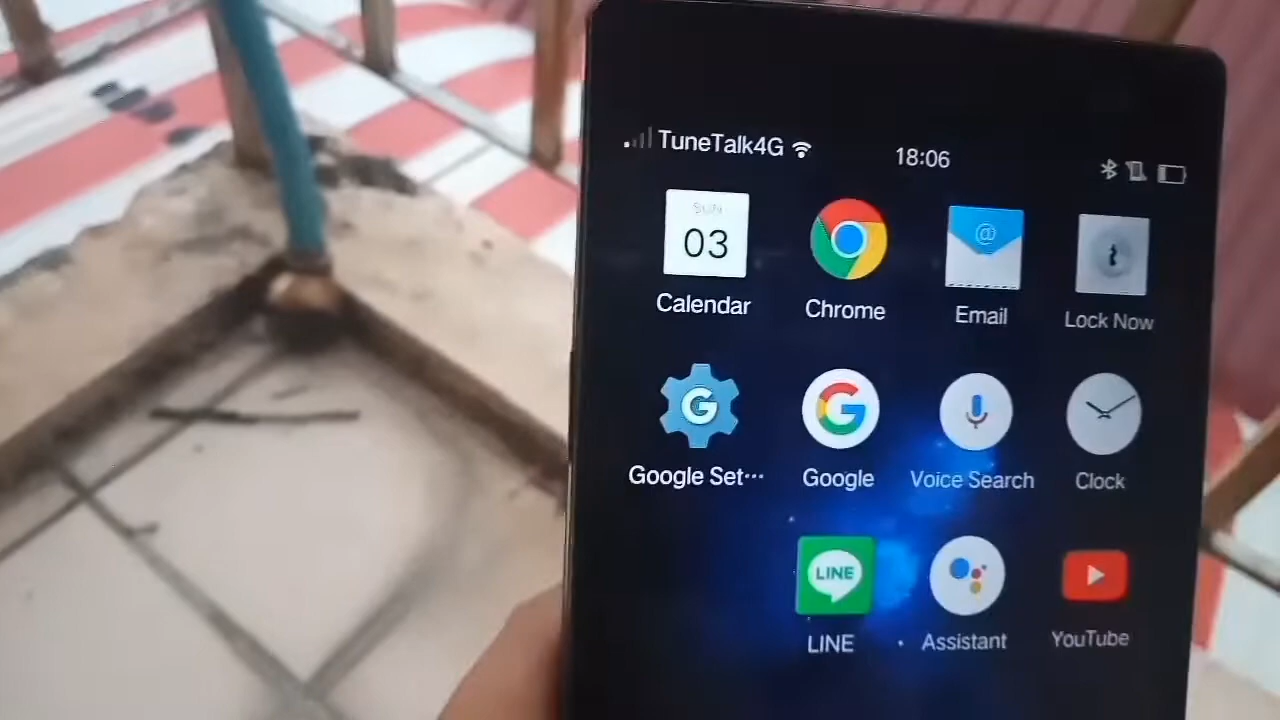 TuneTalk4G 18:06
SUN
03
@
Calendar Chrome Email Lock Now
G G
Google Set··· Google Voice Search Clock
LINE
LINE Assistant YouTube